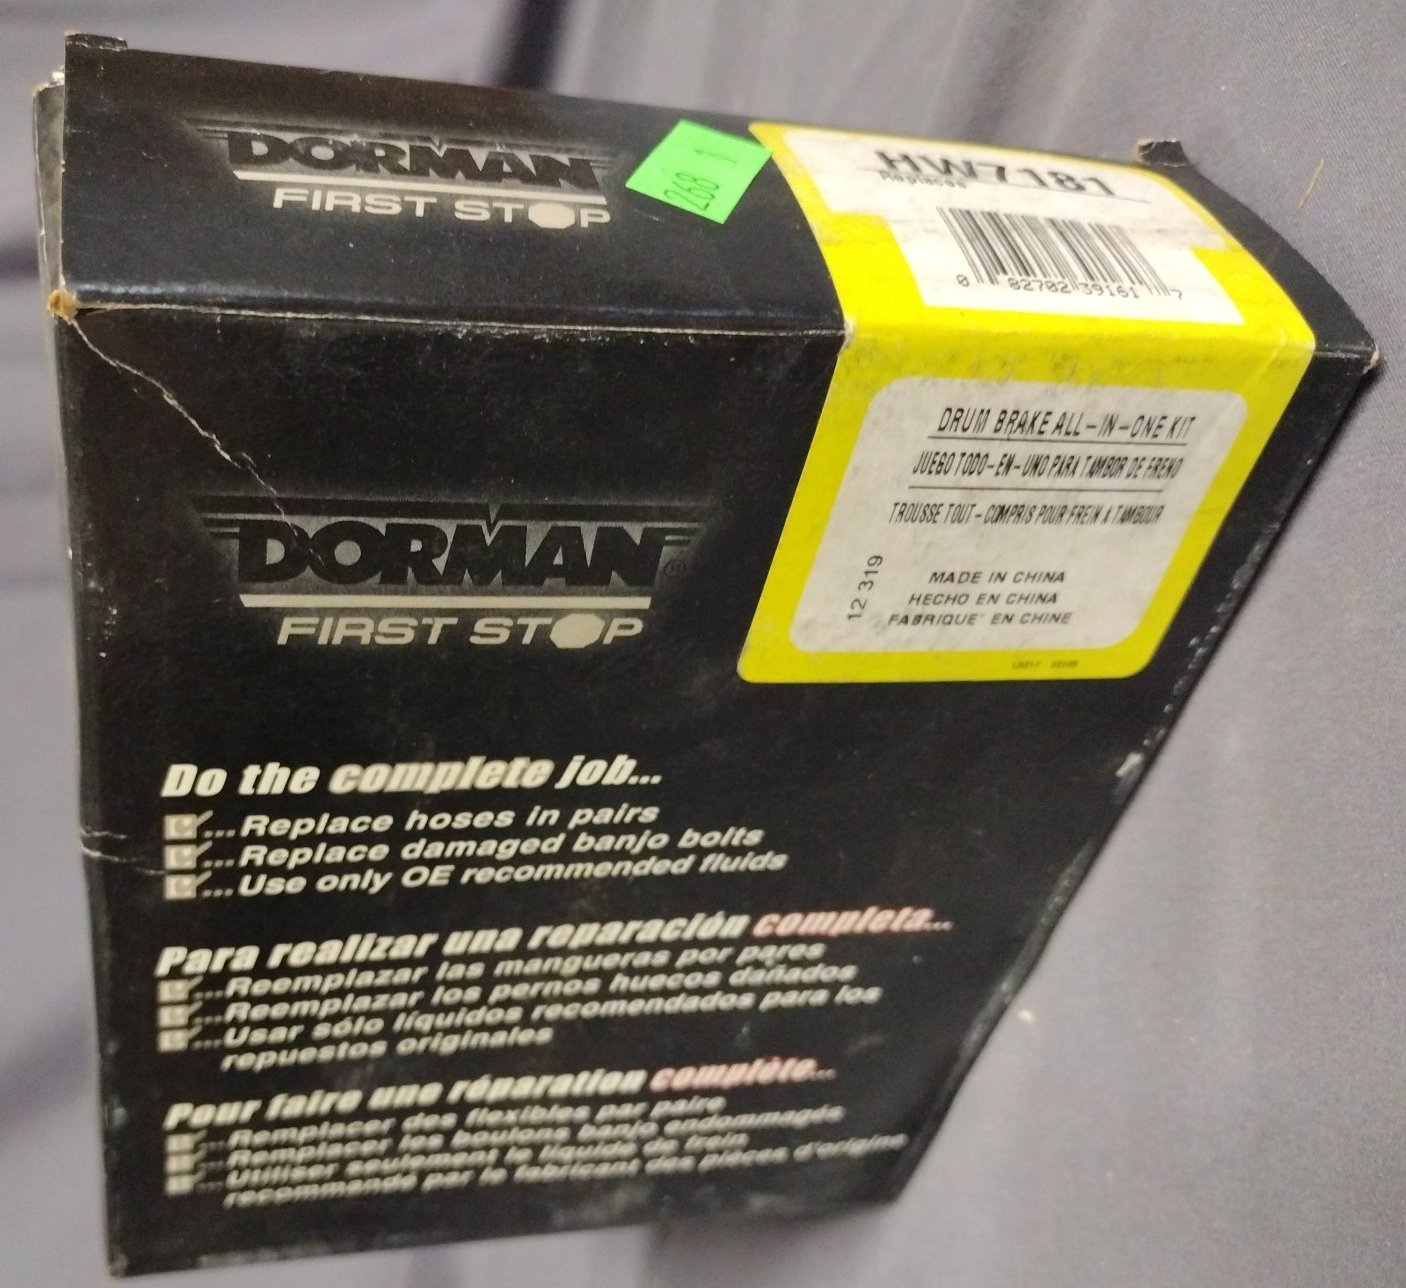 DORMAN
FIRST STOP
268 1
HW7181
Replaces
0 82702 39161 7
DRUM BRAKE ALL-IN-ONE KIT
JUEGO TODO-EN-UNO PARA TAMBOR DE FRENO
TROUSSE TOUT-COMPRIS POUR FREIN A TAMBOUR
12 319
MADE IN CHINA
HECHO EN CHINA
FABRIQUE' EN CHINE
DORMAN®
FIRST STOP
Do the complete job...
...Replace hoses in pairs
...Replace damaged banjo bolts
...Use only OE recommended fluids
Para realizar una reparación completa...
...Reemplazar las mangueras por pares
...Reemplazar los pernos huecos dañados
...Usar sólo líquidos recomendados para los
repuestos originales
Pour faire une réparation complète...
...Remplacer des flexibles par paire
...Remplacer les boulons banjo endommagés
...Utiliser seulement le liquide de frein
recommandé par le fabricant des pièces d'origine